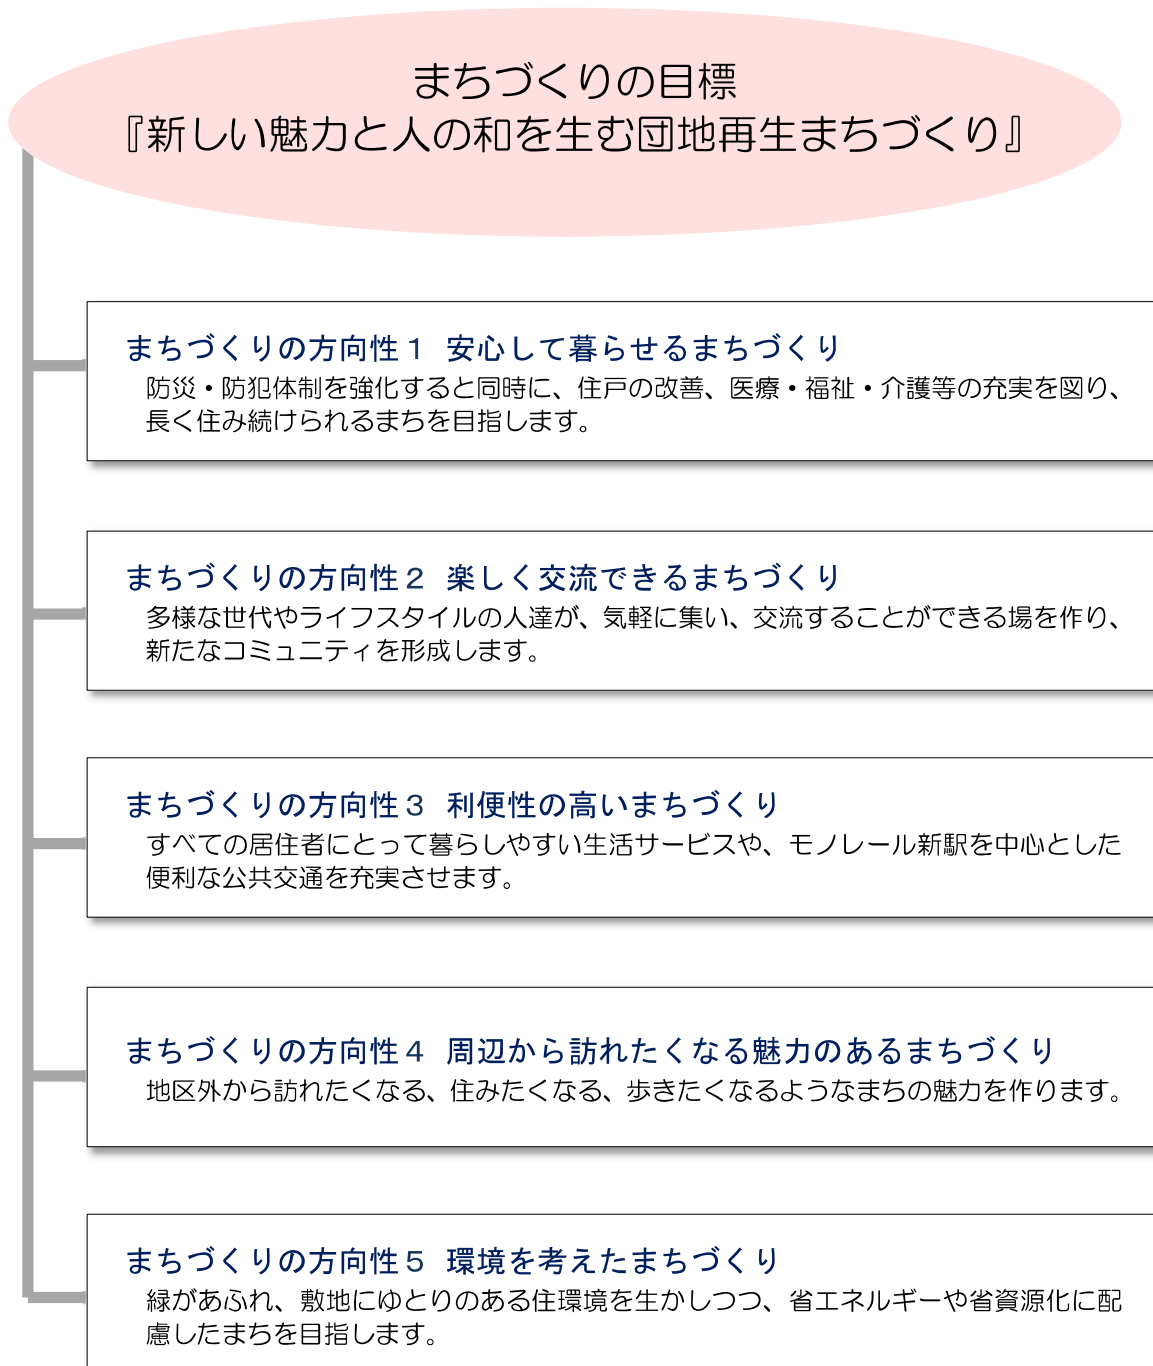 まちづくりの目標
『新しい魅力と人の和を生む団地再生まちづくり』
まちづくりの方向性１ 安心して暮らせるまちづくり
防災・防犯体制を強化すると同時に、住戸の改善、医療・福祉・介護等の充実を図り、
長く住み続けられるまちを目指します。
まちづくりの方向性２ 楽しく交流できるまちづくり
多様な世代やライフスタイルの人達が、気軽に集い、交流することができる場を作り、
新たなコミュニティを形成します。
まちづくりの方向性３ 利便性の高いまちづくり
すべての居住者にとって暮らしやすい生活サービスや、モノレール新駅を中心とした
便利な公共交通を充実させます。
まちづくりの方向性４ 周辺から訪れたくなる魅力のあるまちづくり
地区外から訪れたくなる、住みたくなる、歩きたくなるようなまちの魅力を作ります。
まちづくりの方向性５ 環境を考えたまちづくり
緑があふれ、敷地にゆとりのある住環境を生かしつつ、省エネルギーや省資源化に配
慮したまちを目指します。